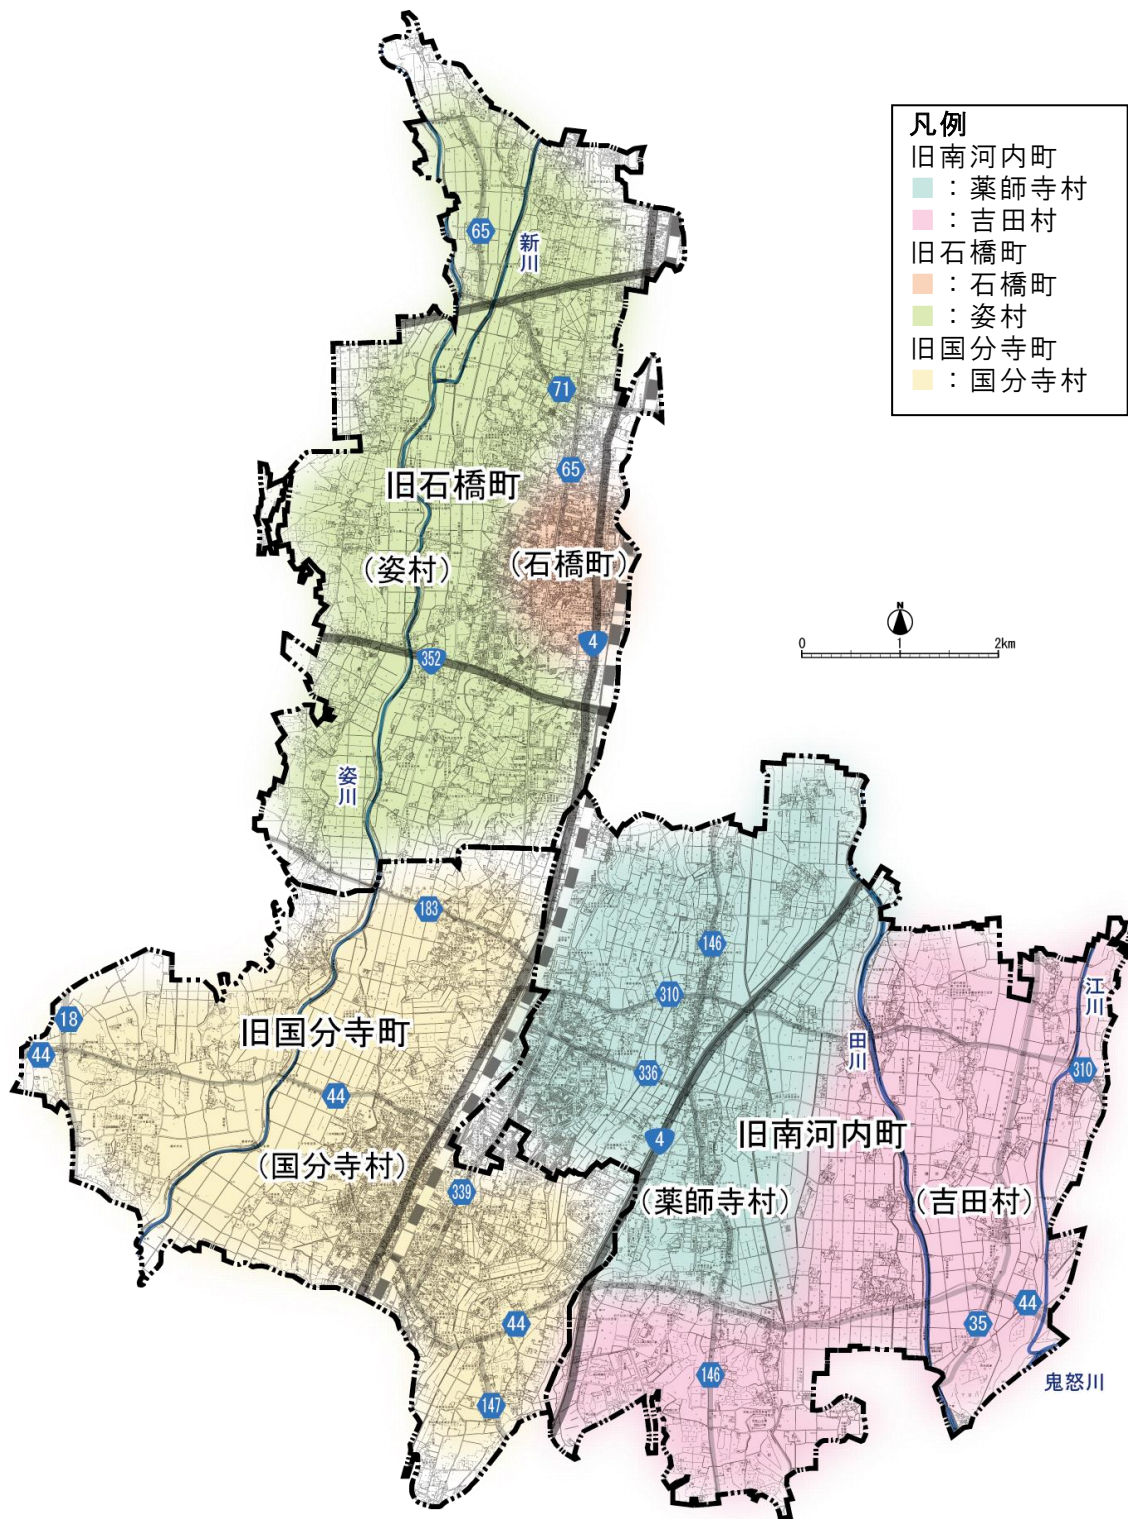 凡例
旧南河内町
：薬師寺村
：吉田村
旧石橋町
：石橋町
：姿村
旧国分寺町
：国分寺村
65
新川
71
65
旧石橋町
（姿村）
（石橋町）
4
352
N
0 1 2km
姿川
183
146
310
18
44
旧国分寺町
44
336
田川
江川
310
4
旧南河内町
（国分寺村）
339
（薬師寺村）
（吉田村）
44
35
44
146
147
鬼怒川